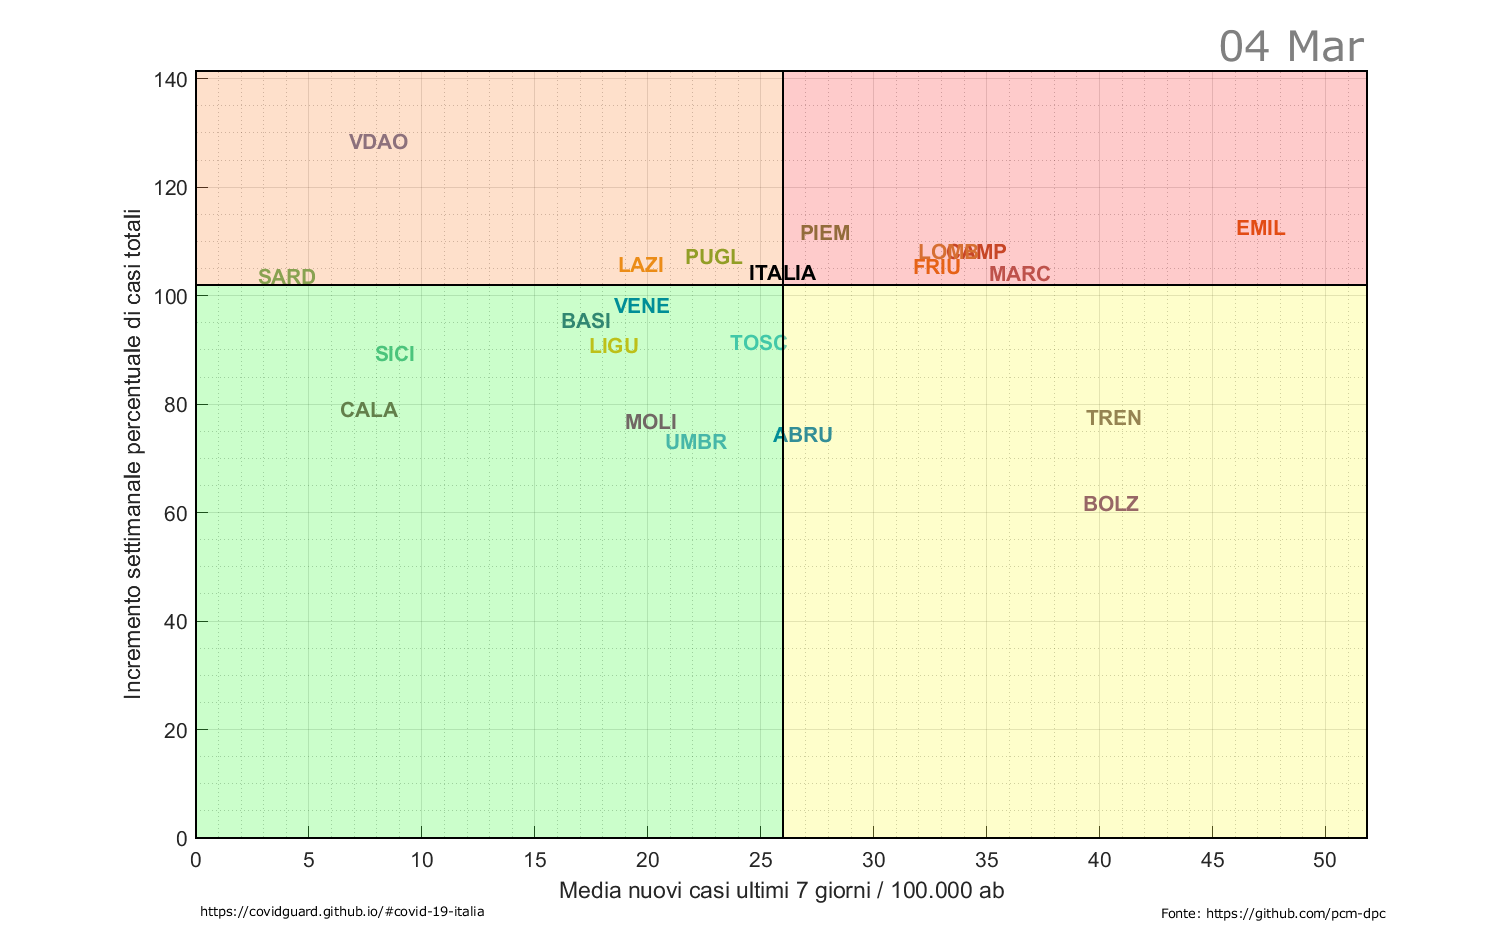 04 Mar
140
120
100
80
60
40
20
0
Incremento settimanale percentuale di casi totali
VDAO
EMIL
PIEM
LOMB
CAMP
PUGL
LAZI
FRIU
ITALIA
MARC
SARD
VENE
BASI
LIGU
TOSC
SICI
CALA
MOLI
TREN
ABRU
UMBR
BOLZ
0 5 10 15 20 25 30 35 40 45 50
Media nuovi casi ultimi 7 giorni / 100.000 ab
https://covidguard.github.io/#covid-19-italia
Fonte: https://github.com/pcm-dpc